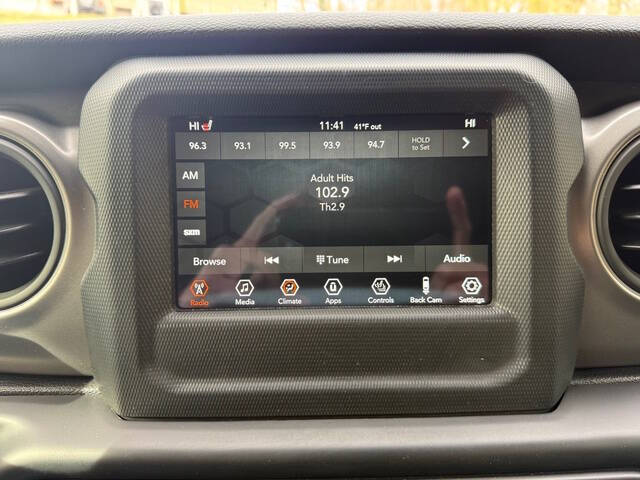 HI 11:41 41°F out HI
96.3 93.1 99.5 93.9 94.7 HOLD to Set
Adult Hits
AM
102.9
FM
Th2.9
sxm
Browse Tune Audio
Radio Media Climate Apps Controls Back Cam Settings